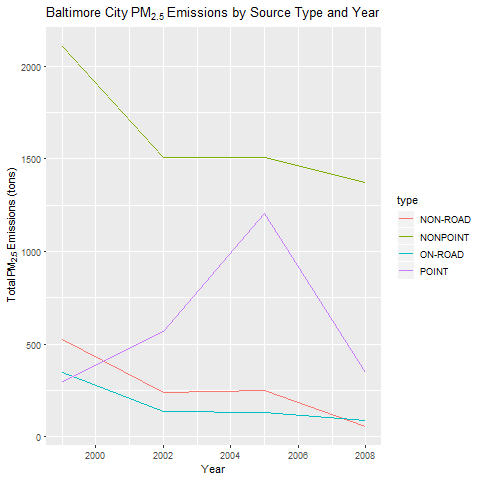 Baltimore City PM2.5 Emissions by Source Type and Year
Total PM2.5 Emissions (tons)
2000
1500
1000
500
0
2000
2002
2004
2006
2008
Year
type
NON-ROAD
NONPOINT
ON-ROAD
POINT